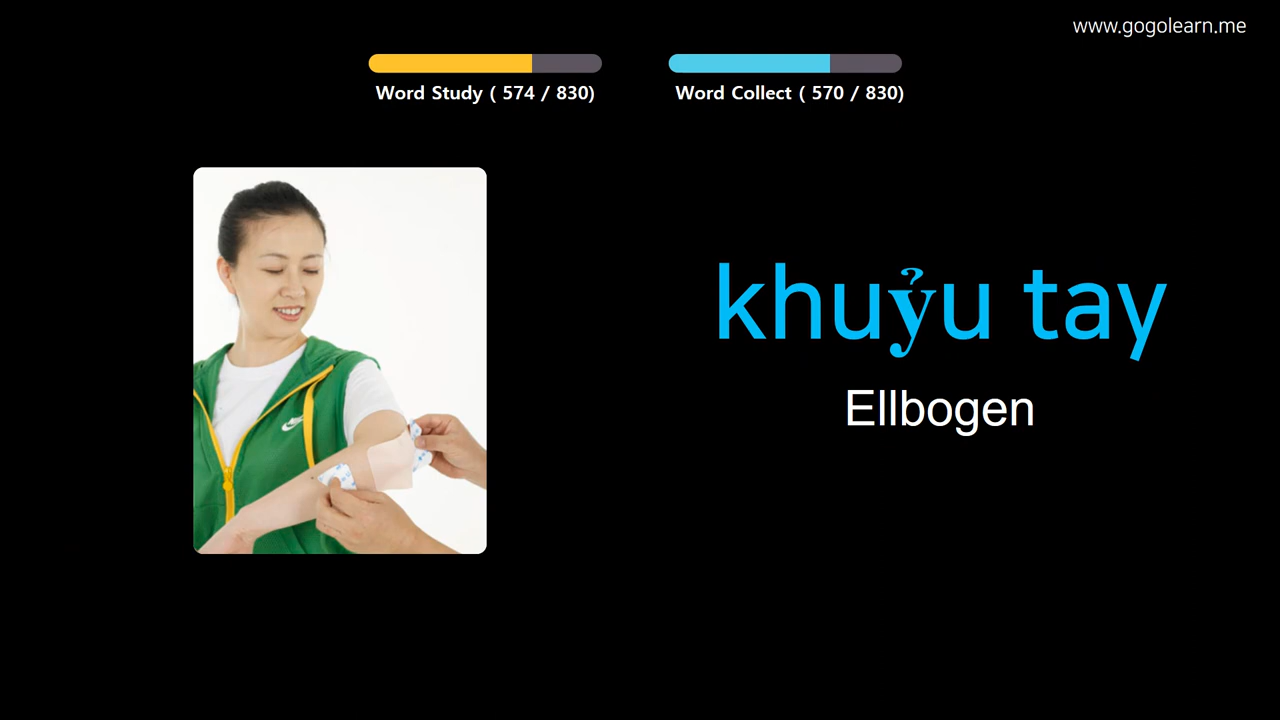 www.gogolearn.me
Word Study ( 574 / 830)
Word Collect ( 570 / 830)
khuỷu tay
Ellbogen